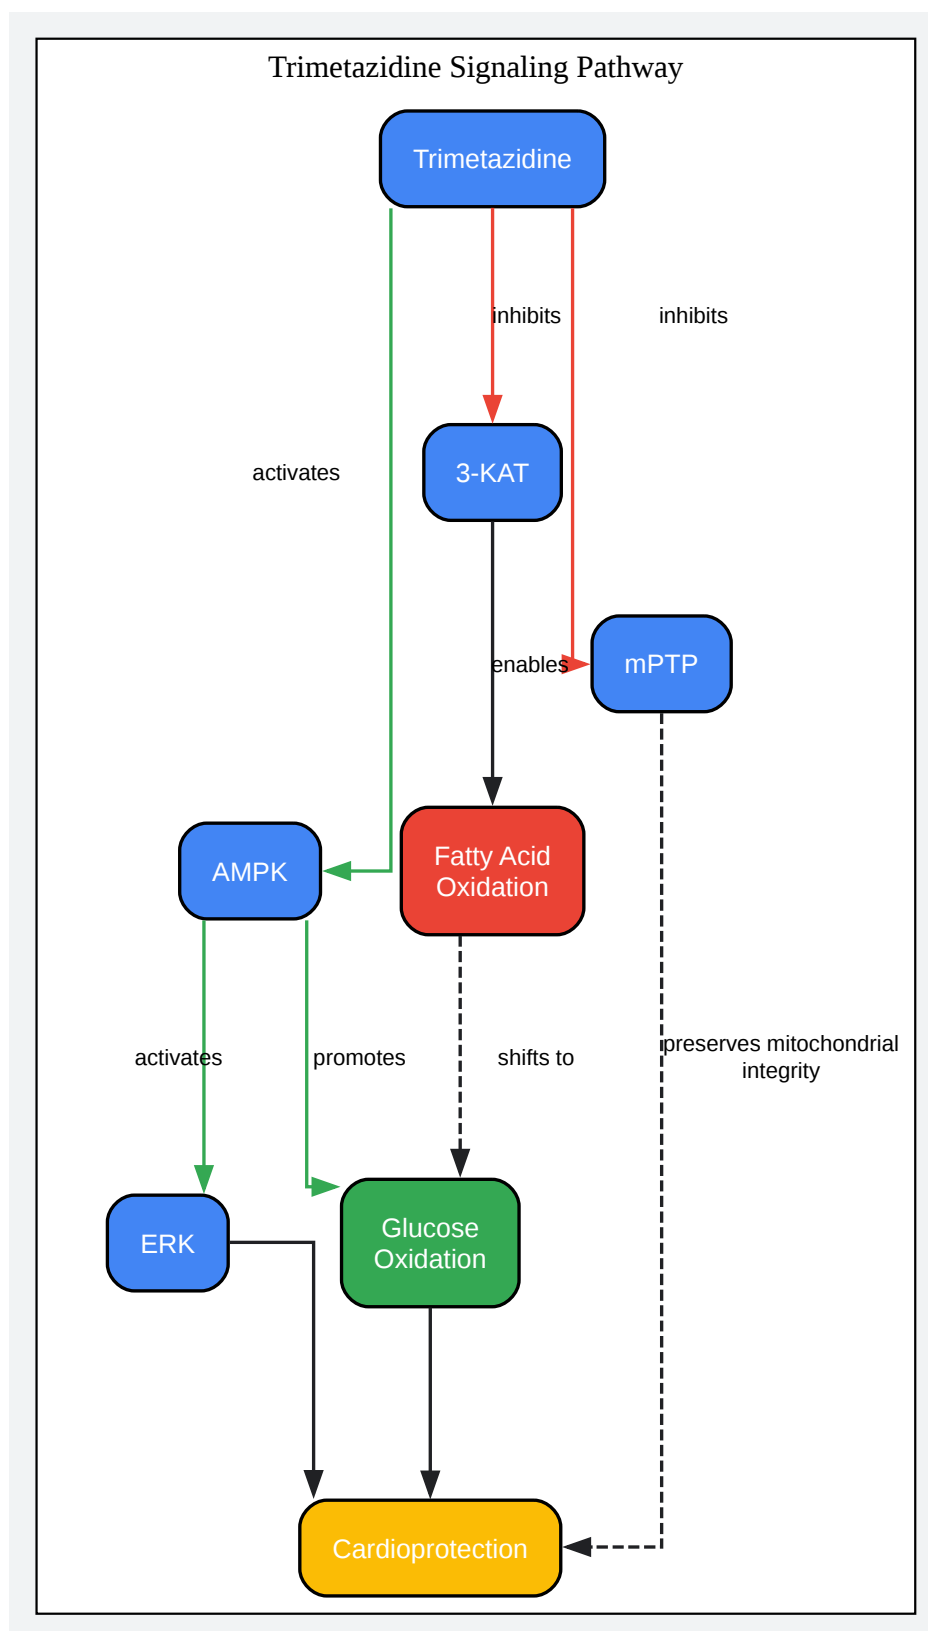 Trimetazidine Signaling Pathway
Trimetazidine
inhibits
inhibits
activates
3-KAT
enables
mPTP
AMPK
Fatty Acid
Oxidation
activates
promotes
shifts to
preserves mitochondrial
integrity
ERK
Glucose
Oxidation
Cardioprotection